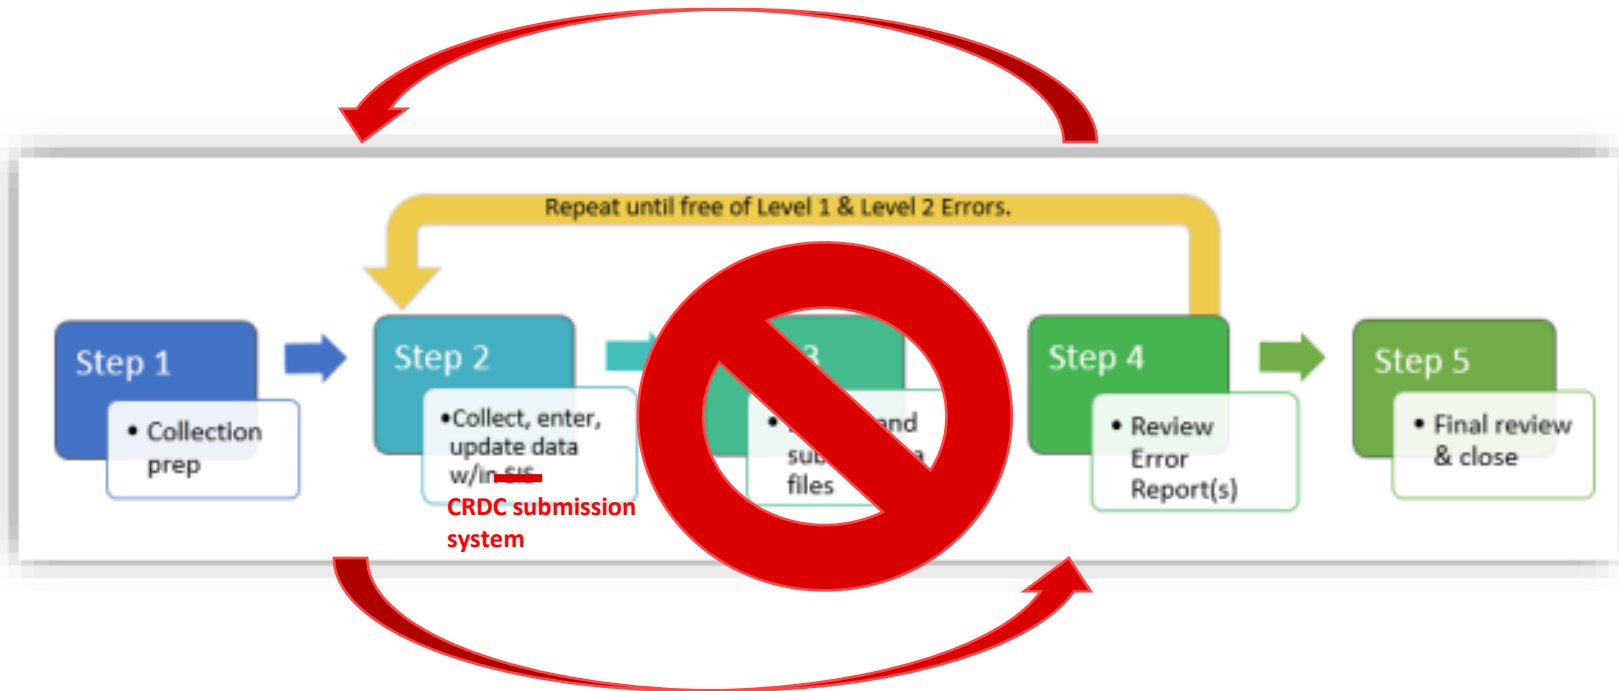 Repeat until free of Level 1 & Level 2 Errors.
Step 1
• Collection
prep
Step 2
•Collect, enter,
update data
w/in SIS
CRDC submission
system
3
and
files
Step 4
• Review
Error
Report(s)
Step 5
• Final review
& close